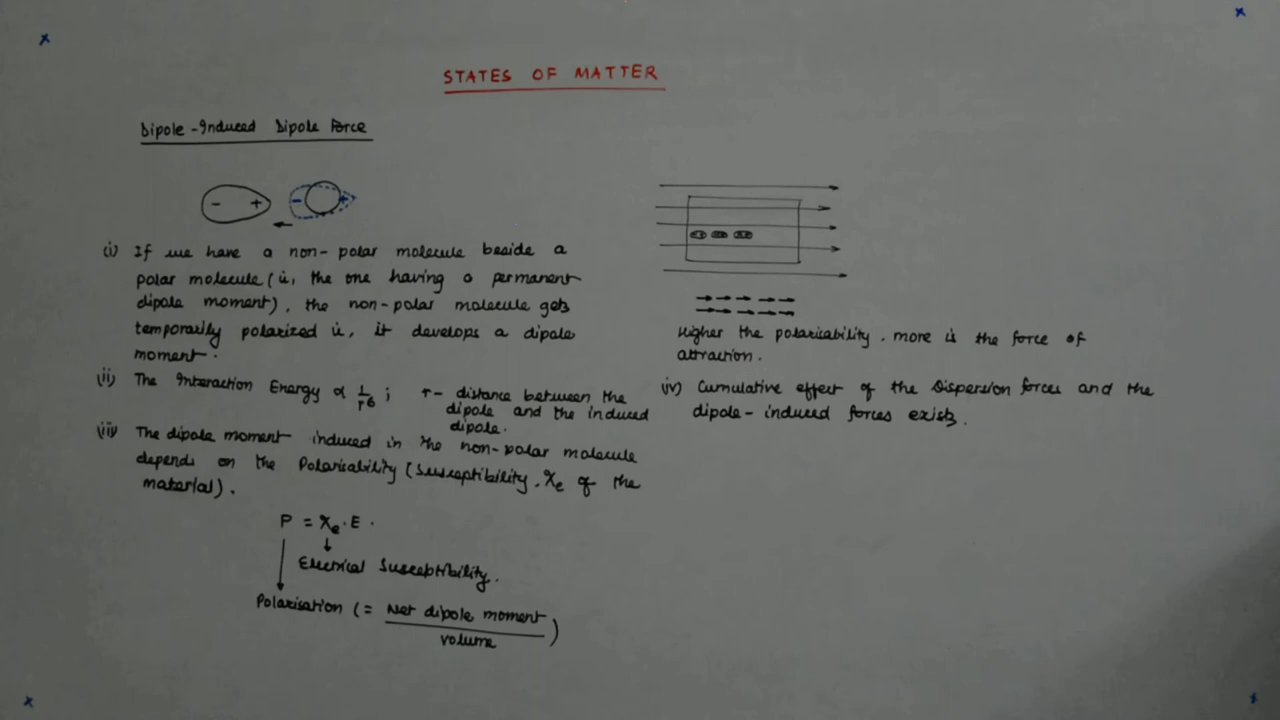 STATES OF MATTER
Dipole-Induced Dipole Force
- + - +
(i) If we have a non-polar molecule beside a
polar molecule (ie, the one having a permanent
dipole moment), the non-polar molecule gets
temporarily polarized ie, it develops a dipole
moment.
(ii) The Interaction Energy α 1/r6 ; r - distance between the
dipole and the induced
dipole.
(iii) The dipole moment induced in the non-polar molecule
depends on the Polarizability (Susceptibility, χe of the
material).
P = χe.E.
Electrical Susceptibility.
Polarisation (= Net dipole moment
volume)
Higher the polarizability, more is the force of
attraction.
(iv) Cumulative effect of the Dispersion forces and the
dipole-induced forces exists.